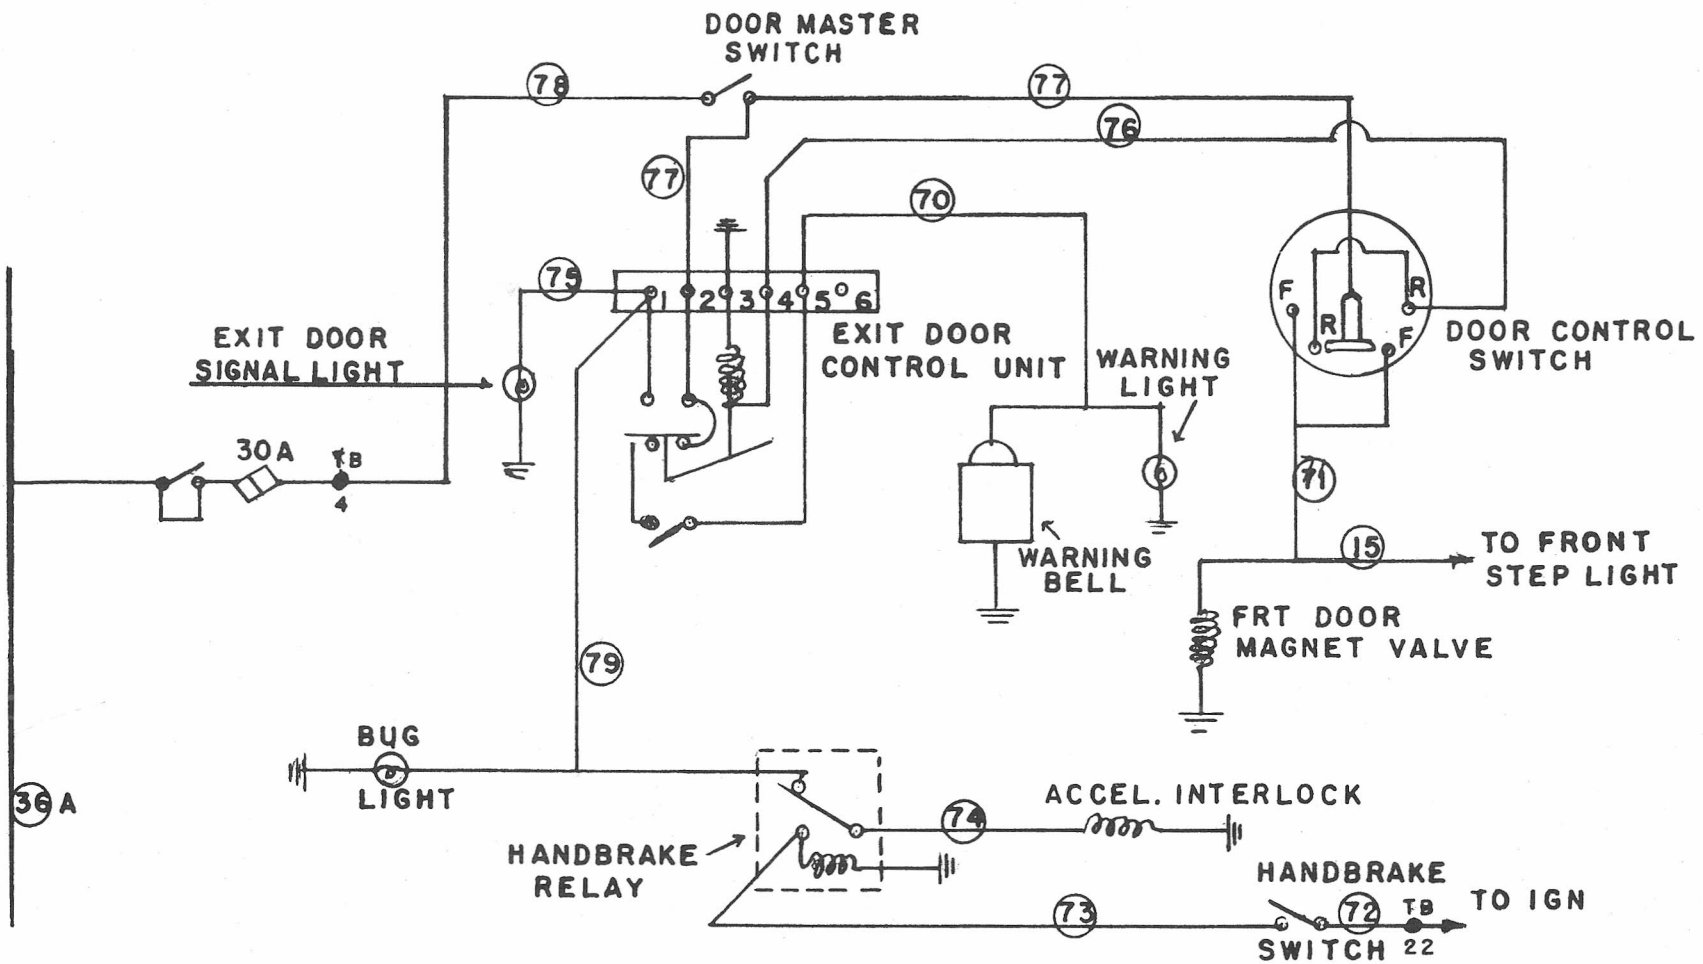 DOOR MASTER
SWITCH
78
77
76
77
70
75
1 2 3 4 5 6
F
R
R
F
EXIT DOOR
SIGNAL LIGHT
EXIT DOOR
CONTROL UNIT
WARNING
LIGHT
DOOR CONTROL
SWITCH
30A
TB
4
71
15
TO FRONT
STEP LIGHT
WARNING
BELL
FRT DOOR
MAGNET VALVE
79
BUG
LIGHT
36A
74
ACCEL. INTERLOCK
HANDBRAKE
RELAY
HANDBRAKE
SWITCH
73
72
TB
22
TO IGN